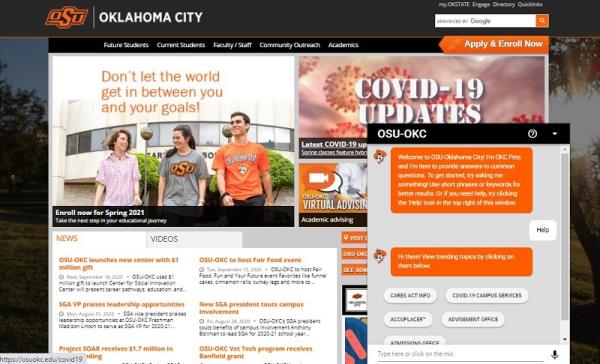 my.OKSTATE Engage Directory Quicklinks
OSU OKLAHOMA CITY
ENHANCED BY Google
Future Students Current Students Faculty / Staff Community Outreach Academics
Apply & Enroll Now
Don't let the world
get in between you
and your goals!
OSU
Enroll now for Spring 2021
Take the next step in your educational journey
COVID-19
UPDATES
Latest COVID-19 up
Spring classes feature hybri
OSU-OKC
VIRTUAL ADVISIN
Academic advising
NEWS VIDEOS
OSU-OKC launches new center with $1
million gift
Wed, September 16, 2020 – OSU-OKC uses $1
million gift to launch Center for Social Innovation
Center will present career pathways, education, and...
SGA VP praises leadership opportunities
Mon, August 31, 2020 – SGA vice president praises
leadership opportunities at OSU-OKC Freshman
Madison Linton to serve as SGA VP for 2020-21...
Project SOAR receives $1.7 million in
nding
OSU-OKC to host Fair Food event
Tue, September 15, 2020 – OSU-OKC to host Fair
Food, Fun and Your Future event Favorites like funnel
cakes, cinnamon rolls, turkey legs and more to...
New SGA president touts campus
involvement
Fri, August 28, 2020 – OSU-OKC's SGA president
touts benefits of campus involvement Anthony
Bolman to lead SGA for 2020-21 school year...
OSU-OKC Vet Tech program receives
Banfield grant
VISIT O
OSU OKC
SEE SOM
OSU-OKC
Welcome to OSU Oklahoma City! I'm OKC Pete
and I'm here to provide answers to common
questions. To get started, try asking me
something! Use short phrases or keywords for
better results. Or if you need help, try clicking
the 'Help' icon in the top right of this window.
Help
Hi there! View trending topics by clicking on
them below:
CARES ACT INFO COVID-19 CAMPUS SERVICES
ACCUPLACER™ ADVISEMENT OFFICE
ADMISSIONS OFFICE
Type here or click on the mic
https://osuokc.edu/covid19